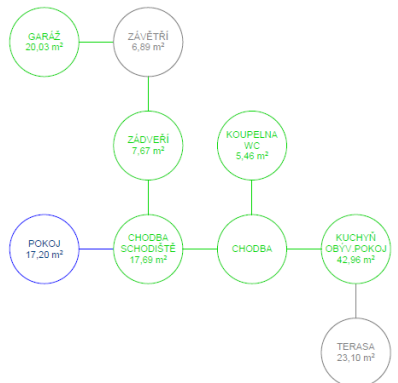 GARÁŽ
20,03 m²
ZÁVĚTŘÍ
6,89 m²
ZÁDVEŘÍ
7,67 m²
KOUPELNA
WC
5,46 m²
POKOJ
17,20 m²
CHODBA
SCHODIŠTĚ
17,69 m²
CHODBA
KUCHYŇ
OBYV.POKOJ
42,96 m²
TERASA
23,10 m²